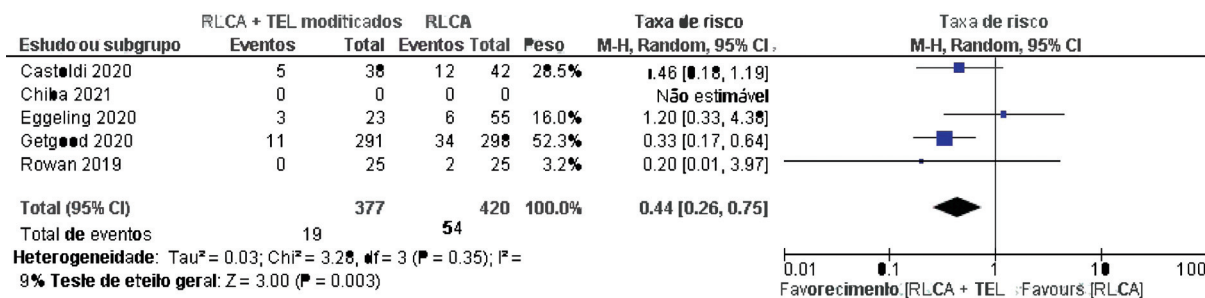 RLCA + TEL modificados RLCA Taxa de risco Taxa de risco
Estudo ou subgrupo Eventos Total Eventos Total Peso M-H, Random, 95% CI M-H, Random, 95% CI
Casteldi 2020 5 38 12 42 28.5% 0.46 [0.18, 1.19]
Chiba 2021 0 0 0 0 Não estimável
Eggeling 2020 3 23 6 55 16.0% 1.20 [0.33, 4.38]
Getgood 2020 11 291 34 298 52.3% 0.33 [0.17, 0.64]
Rowan 2019 0 25 2 25 3.2% 0.20 [0.01, 3.97]
Total (95% CI) 377 420 100.0% 0.44 [0.26, 0.75]
Total de eventos 19 54
Heterogeneidade: Tau² = 0.03; Chi² = 3.28, df = 3 (P = 0.35); I² =
9% Teste de efeito geral: Z = 3.00 (P = 0.003)
0.01 0.1 1 10 100
Favorecimento [RLCA + TEL Favours [RLCA]